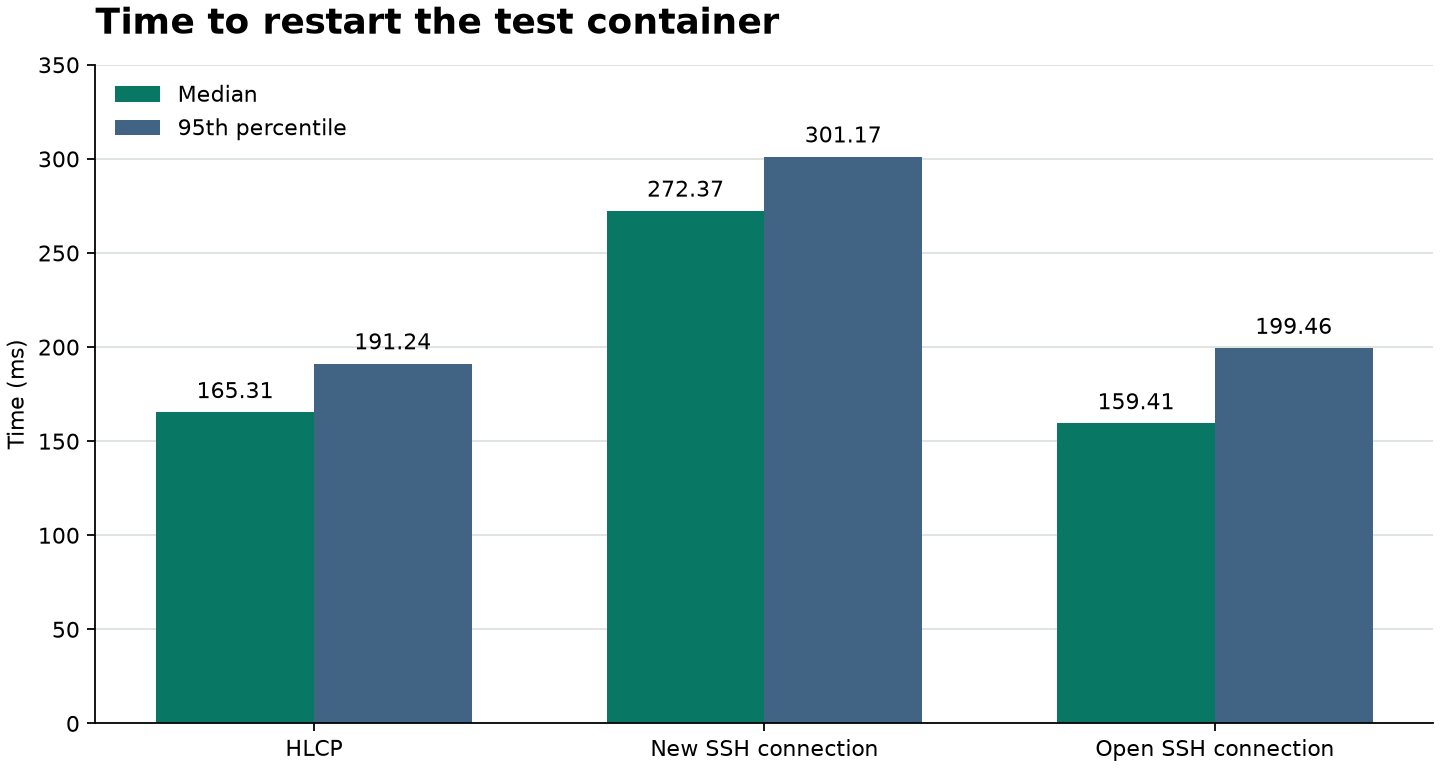 Time to restart the test container
Time (ms)
350
300
250
200
150
100
50
0
Median
95th percentile
165.31
191.24
272.37
301.17
159.41
199.46
HLCP
New SSH connection
Open SSH connection